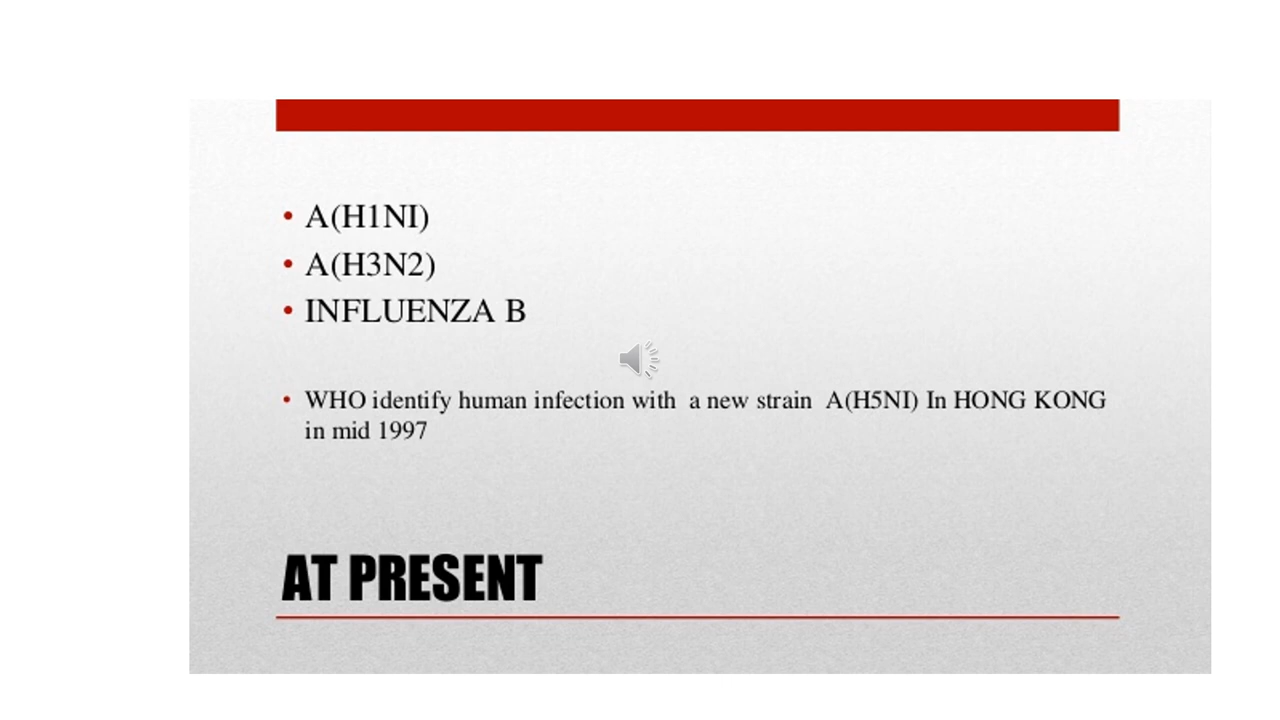 • A(H1NI)
• A(H3N2)
• INFLUENZA B
• WHO identify human infection with a new strain A(H5NI) In HONG KONG
in mid 1997
AT PRESENT